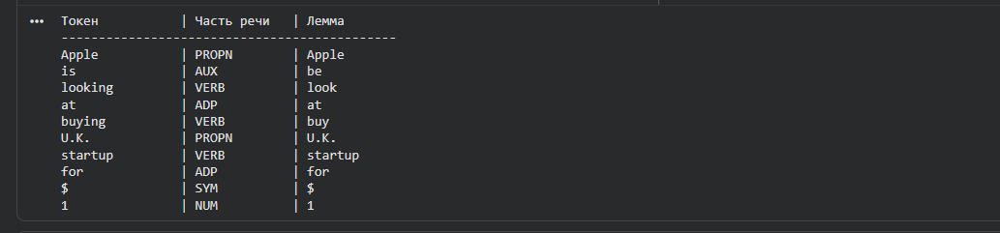 ••• Токен | Часть речи | Лемма
---------------------------------------------
Apple | PROPN | Apple
is | AUX | be
looking | VERB | look
at | ADP | at
buying | VERB | buy
U.K. | PROPN | U.K.
startup | VERB | startup
for | ADP | for
$ | SYM | $
1 | NUM | 1